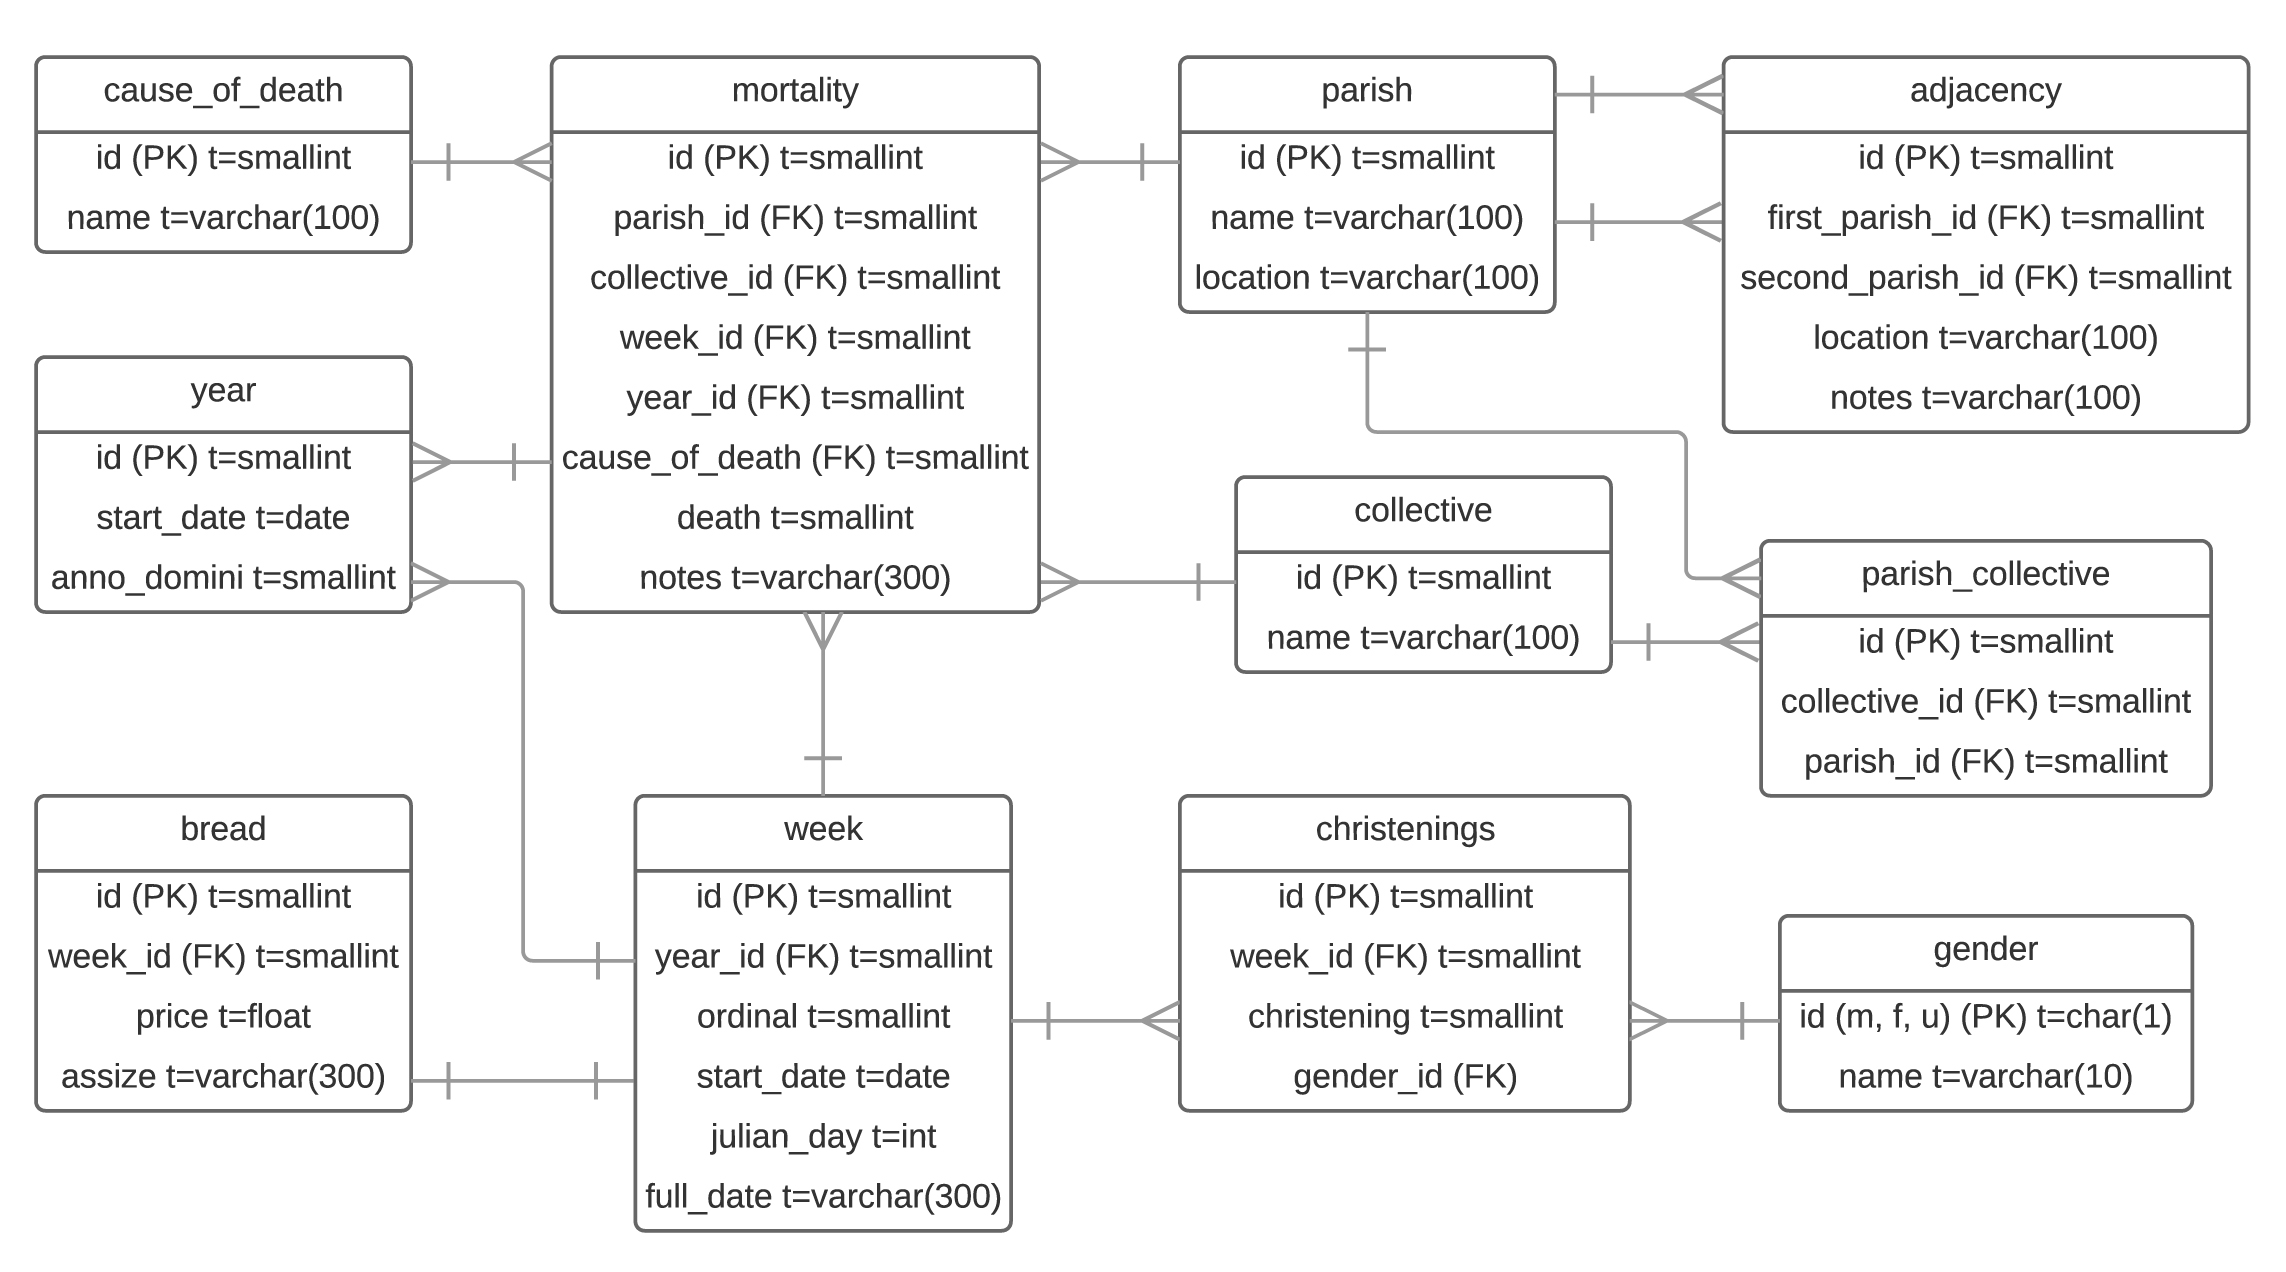 cause_of_death
id (PK) t=smallint
name t=varchar(100)
mortality
id (PK) t=smallint
parish_id (FK) t=smallint
collective_id (FK) t=smallint
week_id (FK) t=smallint
year_id (FK) t=smallint
cause_of_death (FK) t=smallint
death t=smallint
notes t=varchar(300)
parish
id (PK) t=smallint
name t=varchar(100)
location t=varchar(100)
adjacency
id (PK) t=smallint
first_parish_id (FK) t=smallint
second_parish_id (FK) t=smallint
location t=varchar(100)
notes t=varchar(100)
year
id (PK) t=smallint
start_date t=date
anno_domini t=smallint
collective
id (PK) t=smallint
name t=varchar(100)
parish_collective
id (PK) t=smallint
collective_id (FK) t=smallint
parish_id (FK) t=smallint
bread
id (PK) t=smallint
week_id (FK) t=smallint
price t=float
assize t=varchar(300)
week
id (PK) t=smallint
year_id (FK) t=smallint
ordinal t=smallint
start_date t=date
julian_day t=int
full_date t=varchar(300)
christenings
id (PK) t=smallint
week_id (FK) t=smallint
christening t=smallint
gender_id (FK)
gender
id (m, f, u) (PK) t=char(1)
name t=varchar(10)